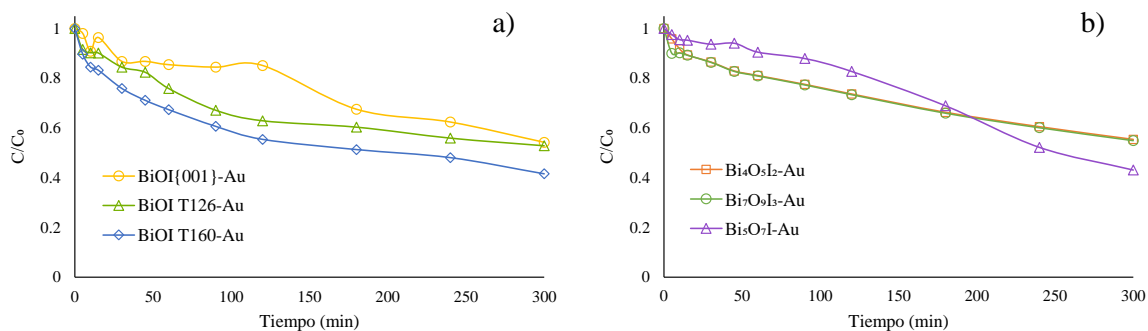 a)
1
0.8
0.6
0.4
0.2
0
C/C₀
0 50 100 150 200 250 300
Tiempo (min)
BiOI{001}-Au
BiOI T126-Au
BiOI T160-Au
b)
1
0.8
0.6
0.4
0.2
0
C/C₀
0 50 100 150 200 250 300
Tiempo (min)
Bi₄O₅I₂-Au
Bi₇O₉I₃-Au
Bi₅O₇I-Au